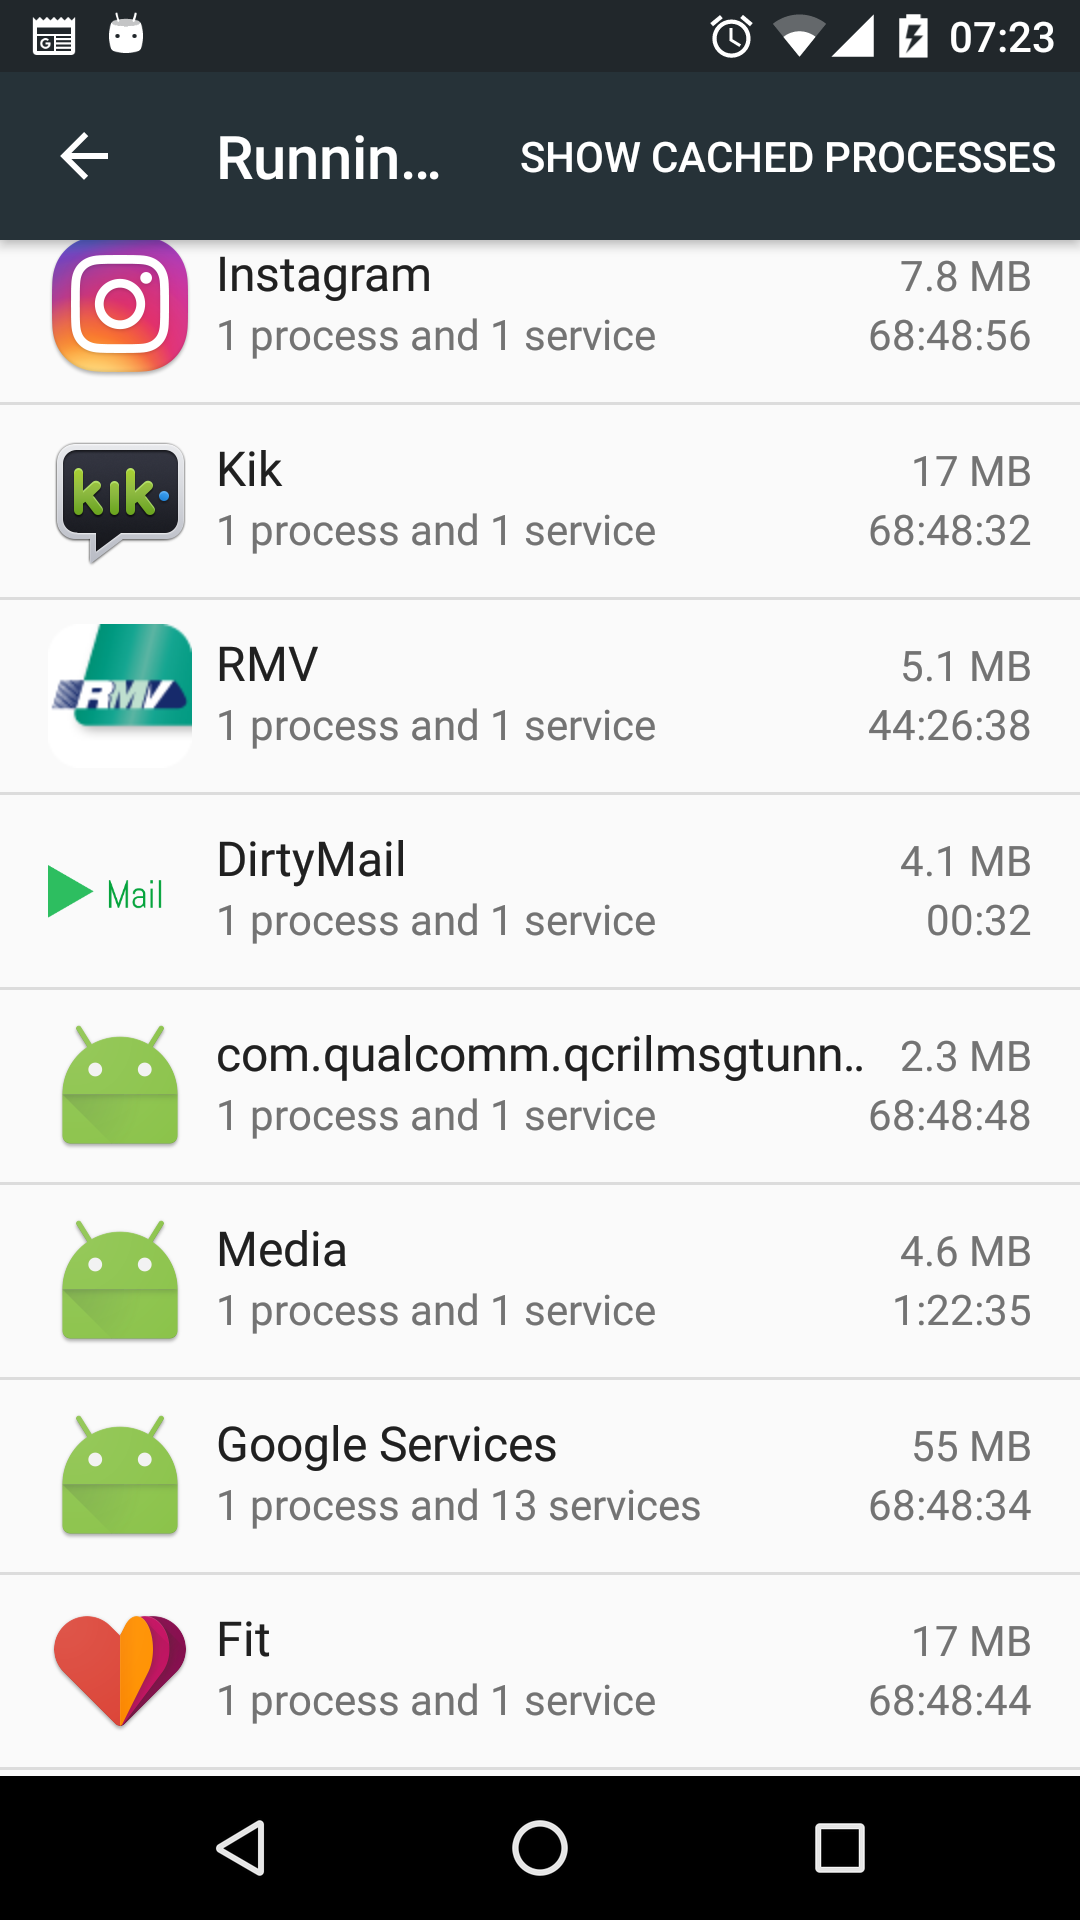 07:23
Runnin... SHOW CACHED PROCESSES
Instagram 7.8 MB
1 process and 1 service 68:48:56
kik.
Kik 17 MB
1 process and 1 service 68:48:32
RMV
RMV 5.1 MB
1 process and 1 service 44:26:38
Mail
DirtyMail 4.1 MB
1 process and 1 service 00:32
com.qualcomm.qcrilmsgtunn.. 2.3 MB
1 process and 1 service 68:48:48
Media 4.6 MB
1 process and 1 service 1:22:35
Google Services 55 MB
1 process and 13 services 68:48:34
Fit 17 MB
1 process and 1 service 68:48:44